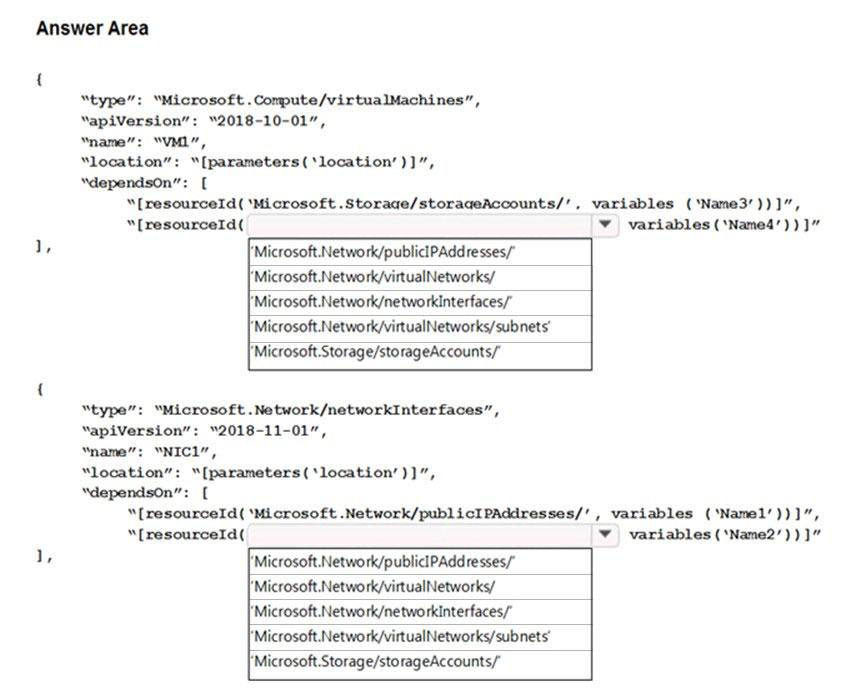 Answer Area
{
"type": "Microsoft.Compute/virtualMachines",
"apiVersion": "2018-10-01",
"name": "VM1",
"location": "[parameters('location')]",
"dependsOn": [
"[resourceId('Microsoft.Storage/storageAccounts/', variables ('Name3'))]",
"[resourceId( variables('Name4'))]"
],
'Microsoft.Network/publicIPAddresses/'
'Microsoft.Network/virtualNetworks/
'Microsoft.Network/networkInterfaces/'
'Microsoft.Network/virtualNetworks/subnets'
'Microsoft.Storage/storageAccounts/'
{
"type": "Microsoft.Network/networkInterfaces",
"apiVersion": "2018-11-01",
"name": "NIC1",
"location": "[parameters('location')]",
"dependsOn": [
"[resourceId('Microsoft.Network/publicIPAddresses/', variables ('Name1'))]",
"[resourceId( variables('Name2'))]"
],
'Microsoft.Network/publicIPAddresses/'
'Microsoft.Network/virtualNetworks/
'Microsoft.Network/networkInterfaces/'
'Microsoft.Network/virtualNetworks/subnets'
'Microsoft.Storage/storageAccounts/'